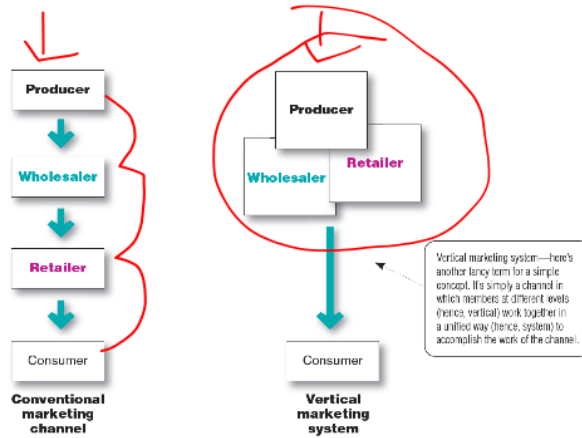 Producer
Wholesaler
Retailer
Consumer
Conventional
marketing
channel
Producer
Wholesaler
Retailer
Consumer
Vertical
marketing
system
Vertical marketing system—here's
another fancy term for a simple
concept. It's simply a channel in
which members at different levels
(hence, vertical) work together in
a unified way (hence, system) to
accomplish the work of the channel.